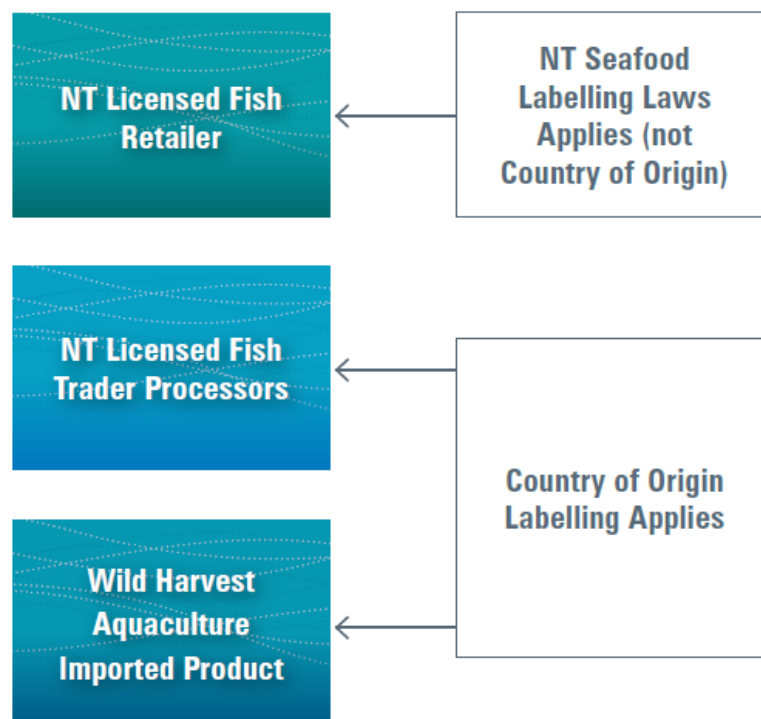 NT Licensed Fish
Retailer
NT Seafood
Labelling Laws
Applies (not
Country of Origin)
NT Licensed Fish
Trader Processors
Country of Origin
Labelling Applies
Wild Harvest
Aquaculture
Imported Product